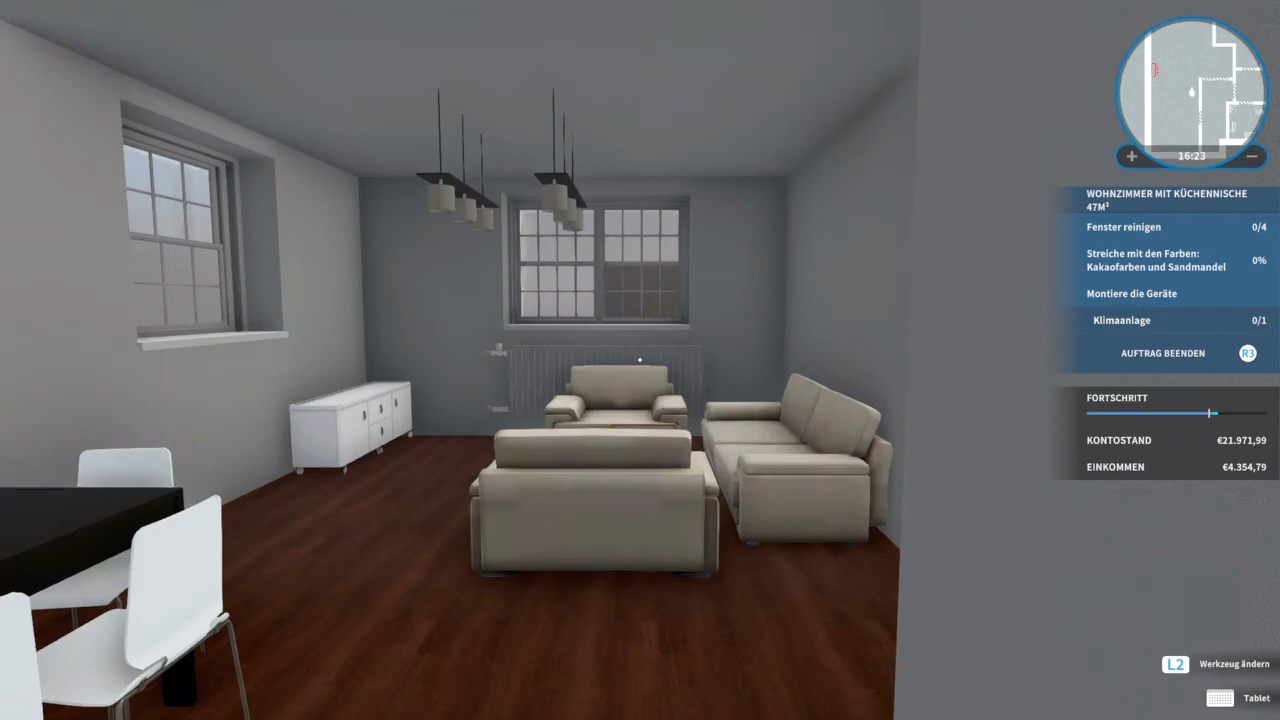 16:23
WOHNZIMMER MIT KÜCHENNISCHE
47M²
Fenster reinigen 0/4
Streiche mit den Farben:
Kakaofarben und Sandmandel 0%
Montiere die Geräte
Klimaanlage 0/1
AUFTRAG BEENDEN R3
FORTSCHRITT
KONTOSTAND €21.971,99
EINKOMMEN €4.354,79
L2 Werkzeug ändern
Tablet